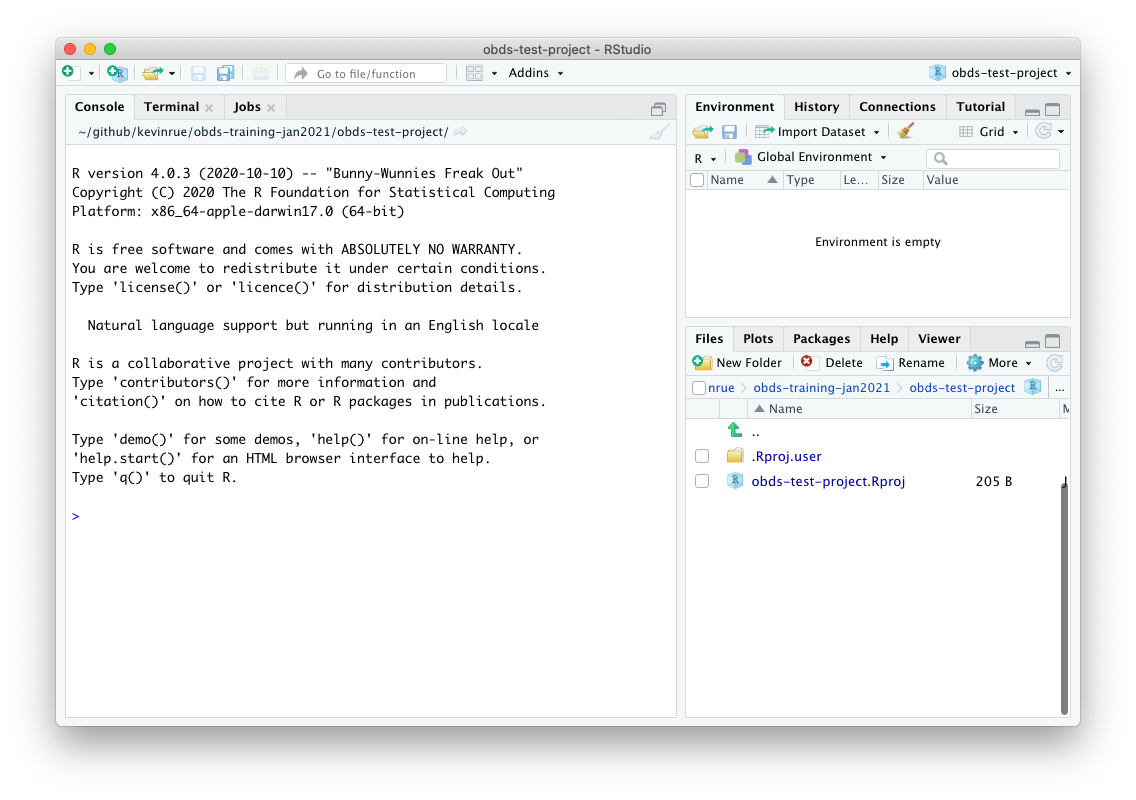 obds-test-project - RStudio
Go to file/function
Addins
obds-test-project
Console Terminal Jobs
~/github/kevinrue/obds-training-jan2021/obds-test-project/
R version 4.0.3 (2020-10-10) -- "Bunny-Wunnies Freak Out"
Copyright (C) 2020 The R Foundation for Statistical Computing
Platform: x86_64-apple-darwin17.0 (64-bit)
R is free software and comes with ABSOLUTELY NO WARRANTY.
You are welcome to redistribute it under certain conditions.
Type 'license()' or 'licence()' for distribution details.
Natural language support but running in an English locale
R is a collaborative project with many contributors.
Type 'contributors()' for more information and
'citation()' on how to cite R or R packages in publications.
Type 'demo()' for some demos, 'help()' for on-line help, or
'help.start()' for an HTML browser interface to help.
Type 'q()' to quit R.
>
Environment History Connections Tutorial
Import Dataset Grid
R Global Environment
Name Type Le... Size Value
Environment is empty
Files Plots Packages Help Viewer
New Folder Delete Rename More
nrue > obds-training-jan2021 > obds-test-project ...
Name Size
..
.Rproj.user
obds-test-project.Rproj 205 B